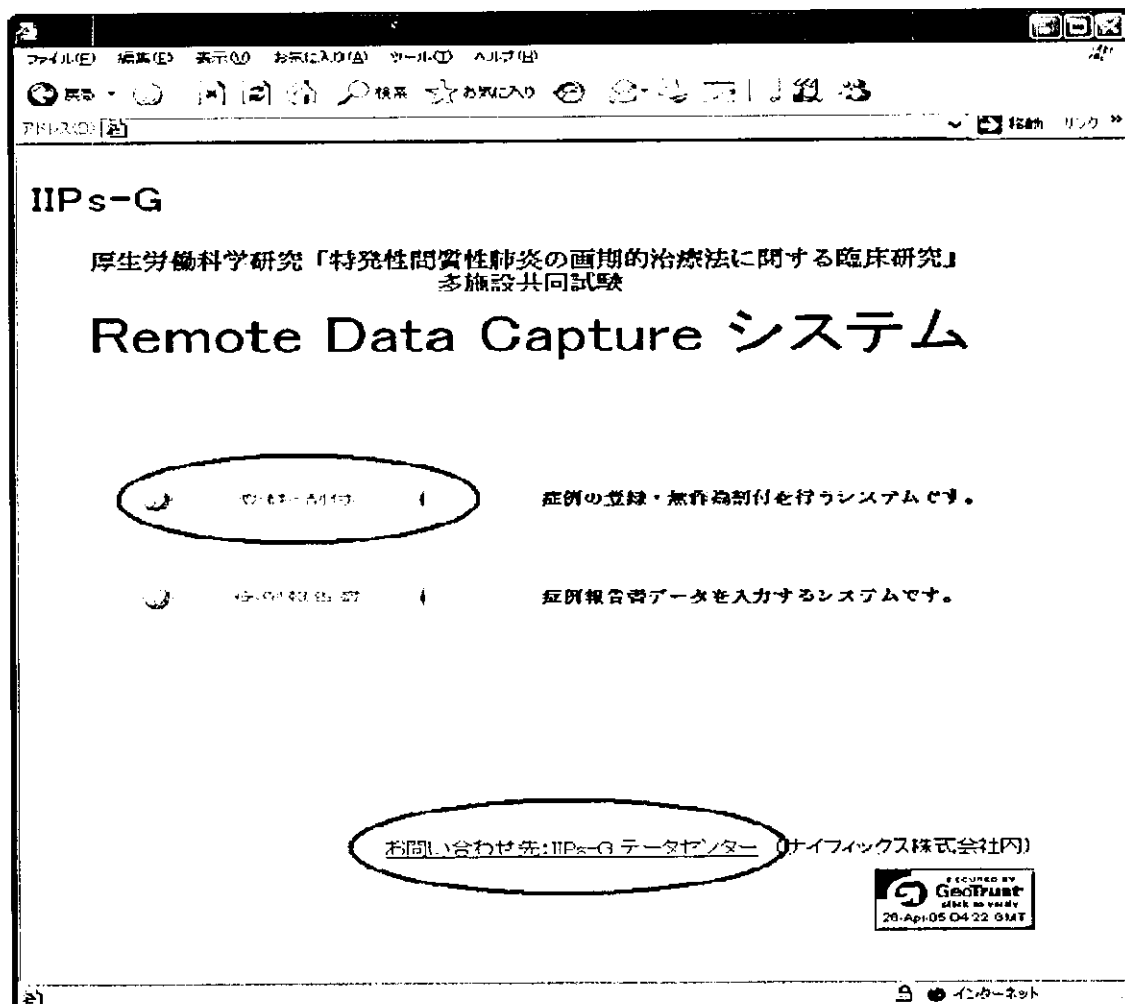 ファイル(F) 編集(E) 表示(V) お気に入り(A) ツール(T) ヘルプ(H)
戻る 検索 お気に入り
アドレス(D) 移動 リンク »
IIPs-G
厚生労働科学研究「特発性間質性肺炎の画期的治療法に関する臨床研究」
多施設共同試験
Remote Data Capture システム
症例の登録・無作為割付を行うシステムです。
症例報告書データを入力するシステムです。
お問い合わせ先:IIPs-G データセンター (ナイフィックス株式会社内)
SECURED BY
GeoTrust
click to verify
26-Apr-05 04:22 GMT
インターネット